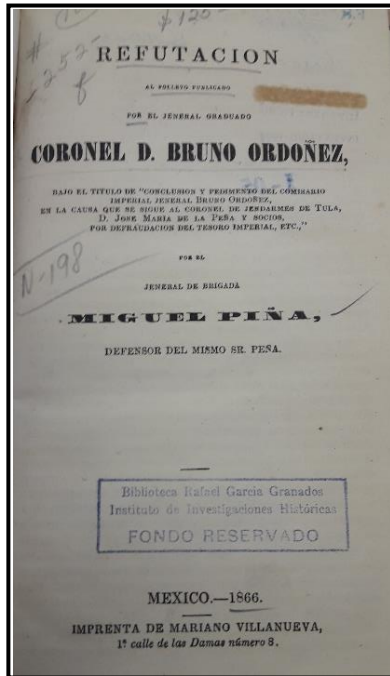 $120-
# 252-
REFUTACION
AL FOLLETO PUBLICADO
POR EL JENERAL GRADUADO
CORONEL D. BRUNO ORDOÑEZ,
BAJO EL TITULO DE "CONCLUSION Y PEDIMENTO DEL COMISARIO
IMPERIAL JENERAL BRUNO ORDOÑEZ,
EN LA CAUSA QUE SE SIGUE AL CORONEL DE JENDARMES DE TULA,
D. JOSE MARIA DE LA PEÑA Y SOCIOS,
POR DEFRAUDACION DEL TESORO IMPERIAL, ETC.,"
POR EL
N-198
JENERAL DE BRIGADA
MIGUEL PIÑA,
DEFENSOR DEL MISMO SR. PEÑA.
Biblioteca Rafael García Granados
Instituto de Investigaciones Históricas
FONDO RESERVADO
MEXICO.—1866.
IMPRENTA DE MARIANO VILLANUEVA,
1ª calle de las Damas número 8.